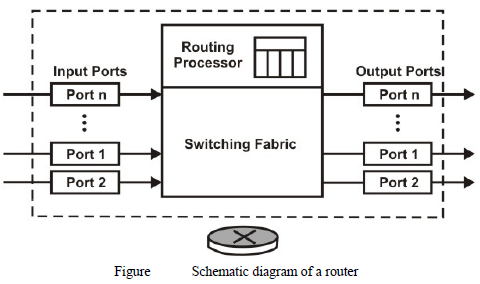 Routing
Processor
Input Ports
Output Ports
Port n
Port n
Switching Fabric
Port 1
Port 1
Port 2
Port 2
Figure Schematic diagram of a router